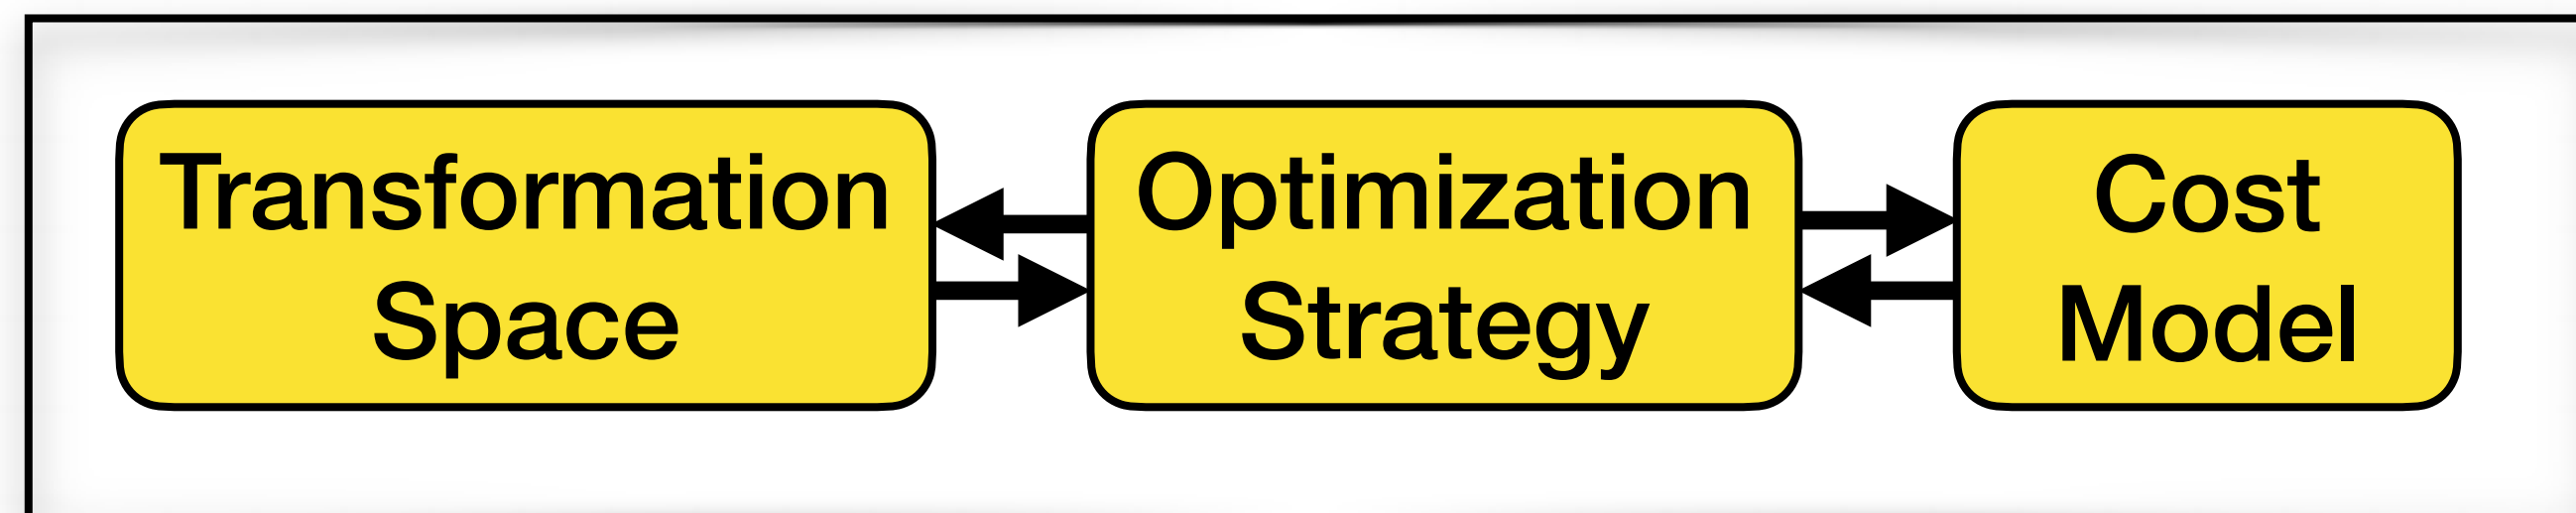 Transformation
Space
Optimization
Strategy
Cost
Model